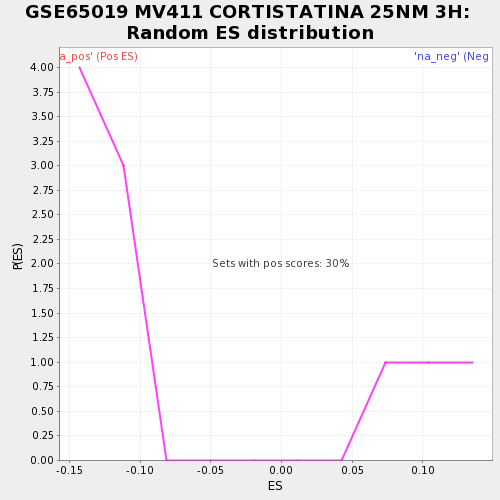 GSE65019 MV411 CORTISTATINA 25NM 3H:
Random ES distribution
a_pos' (Pos ES)
'na_neg' (Neg
4.00
3.75
3.50
3.25
3.00
2.75
2.50
2.25
2.00
1.75
1.50
1.25
1.00
0.75
0.50
0.25
0.00
P(ES)
Sets with pos scores: 30%
-0.15 -0.10 -0.05 0.00 0.05 0.10
ES